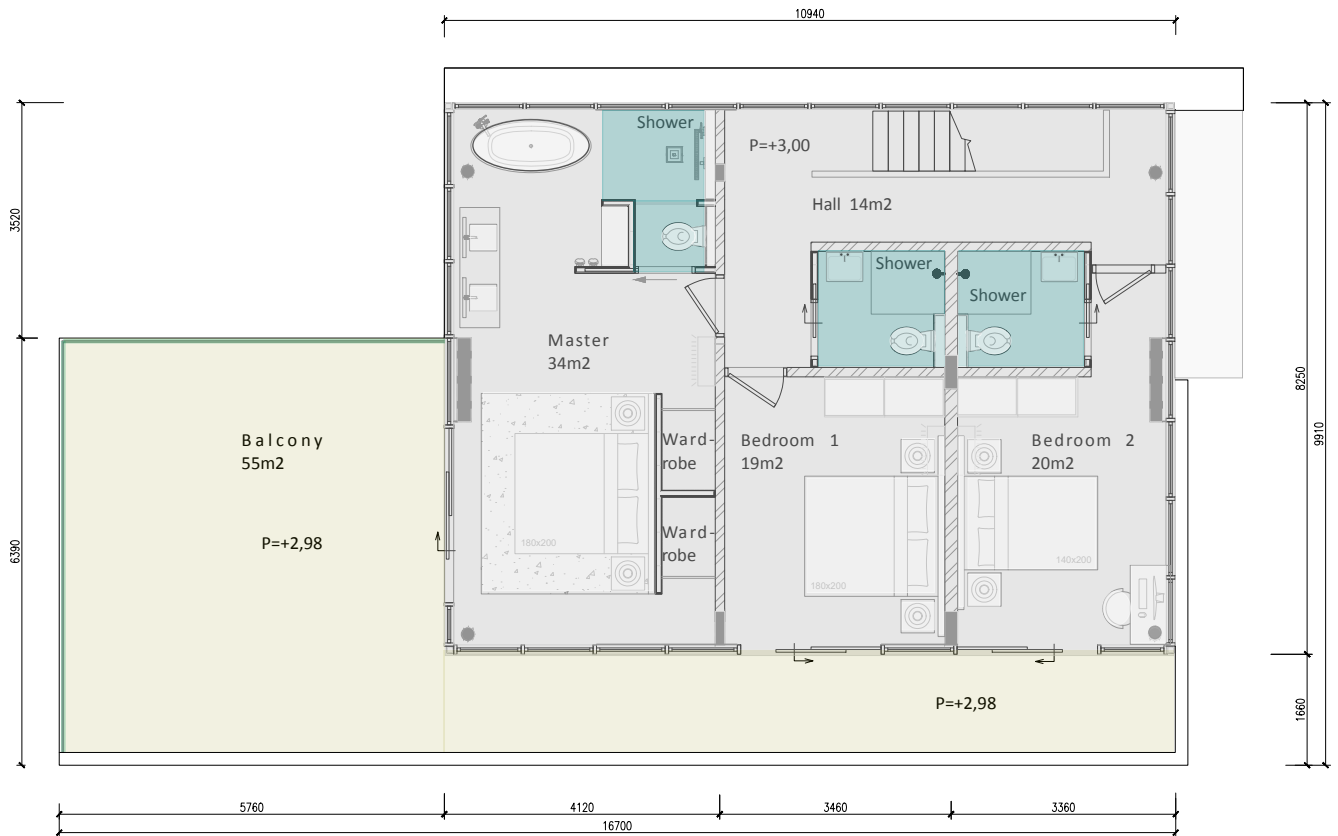 10940
Shower
P=+3,00
3520
Hall 14m2
Shower
Shower
Master
34m2
8250
9910
Balcony
55m2
Ward-
robe
Bedroom 1
19m2
Bedroom 2
20m2
P=+2,98
180x200
Ward-
robe
6390
180x200
140x200
P=+2,98
1660
5760
4120
3460
3360
16700